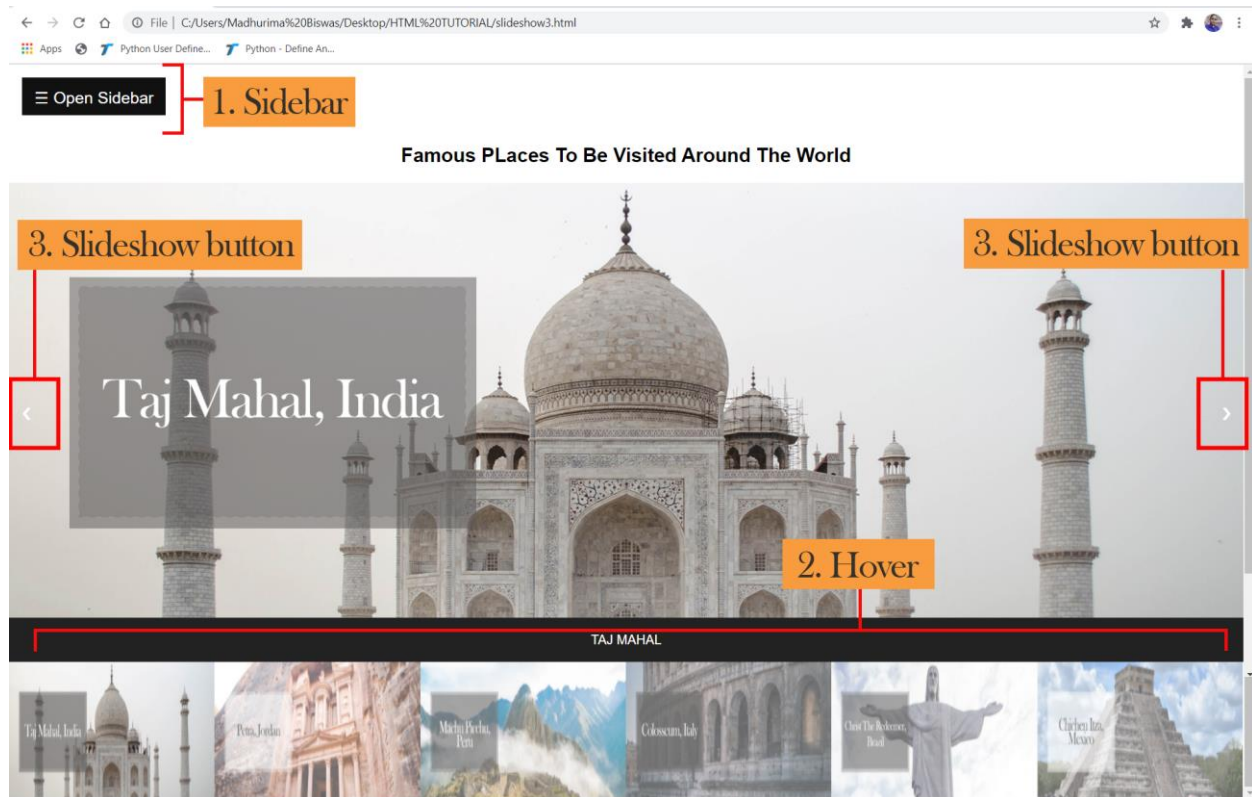 File | C:/Users/Madhurima%20Biswas/Desktop/HTML%20TUTORIAL/slideshow3.html
Apps
Python User Define...
Python - Define An...
☰ Open Sidebar
1. Sidebar
Famous PLaces To Be Visited Around The World
3. Slideshow button
3. Slideshow button
Taj Mahal, India
‹
›
2. Hover
TAJ MAHAL
Taj Mahal, India
Petra, Jordan
Machu Picchu,
Peru
Colosseum, Italy
Christ The Redeemer,
Brazil
Chichen Itza,
Mexico